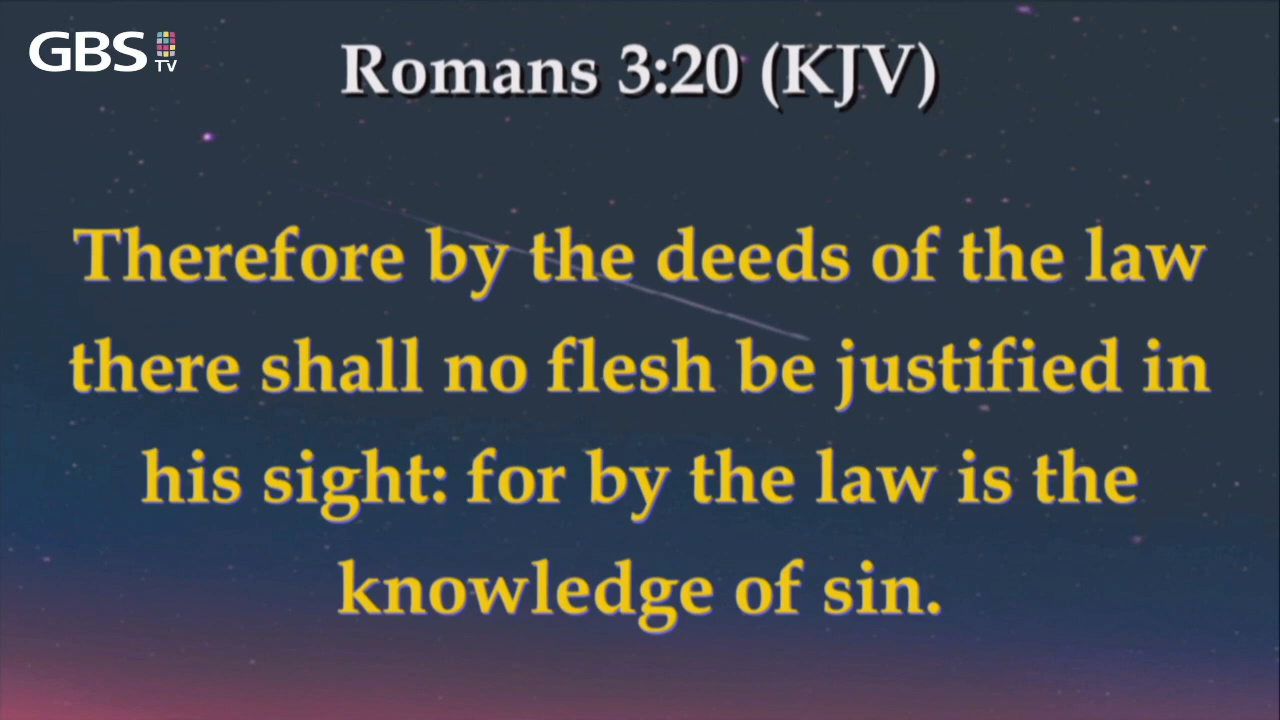 GBS TV
Romans 3:20 (KJV)
Therefore by the deeds of the law
there shall no flesh be justified in
his sight: for by the law is the
knowledge of sin.